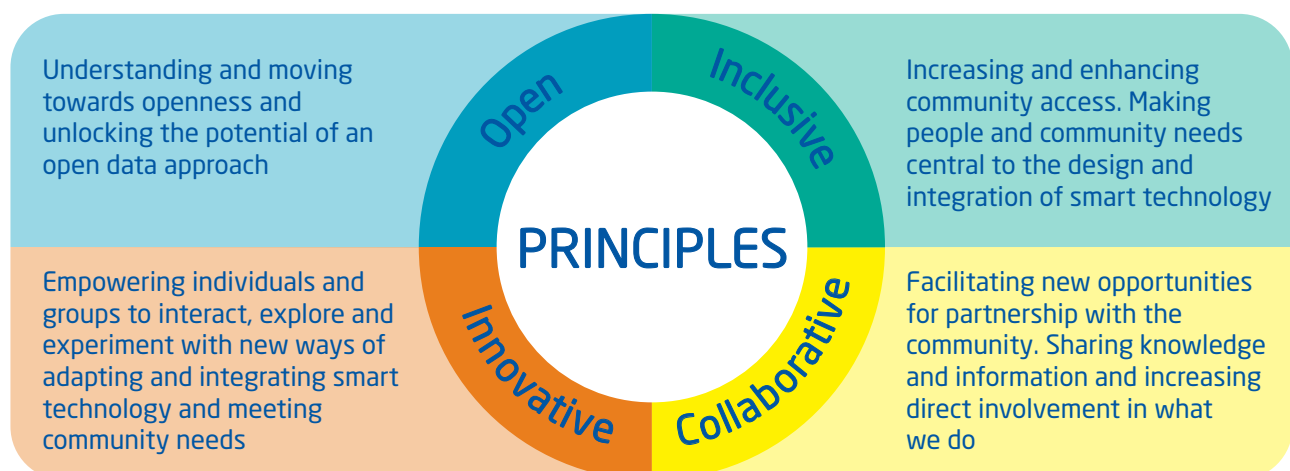 Understanding and moving
towards openness and
unlocking the potential of an
open data approach
Open
Inclusive
Increasing and enhancing
community access. Making
people and community needs
central to the design and
integration of smart technology
PRINCIPLES
Empowering individuals and
groups to interact, explore and
experiment with new ways of
adapting and integrating smart
technology and meeting
community needs
Innovative
Collaborative
Facilitating new opportunities
for partnership with the
community. Sharing knowledge
and information and increasing
direct involvement in what
we do